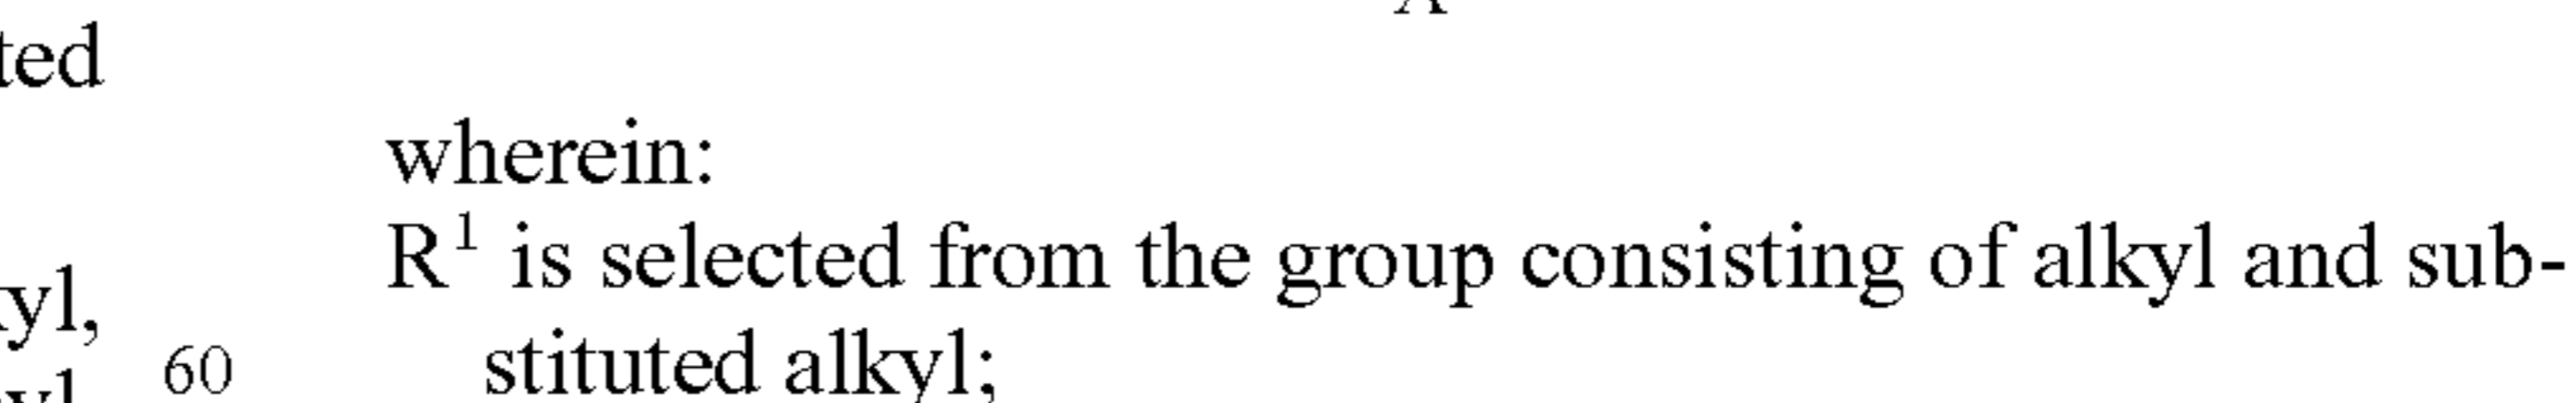 ted
wherein:
R¹ is selected from the group consisting of alkyl and sub-
yl,
60 stituted alkyl;